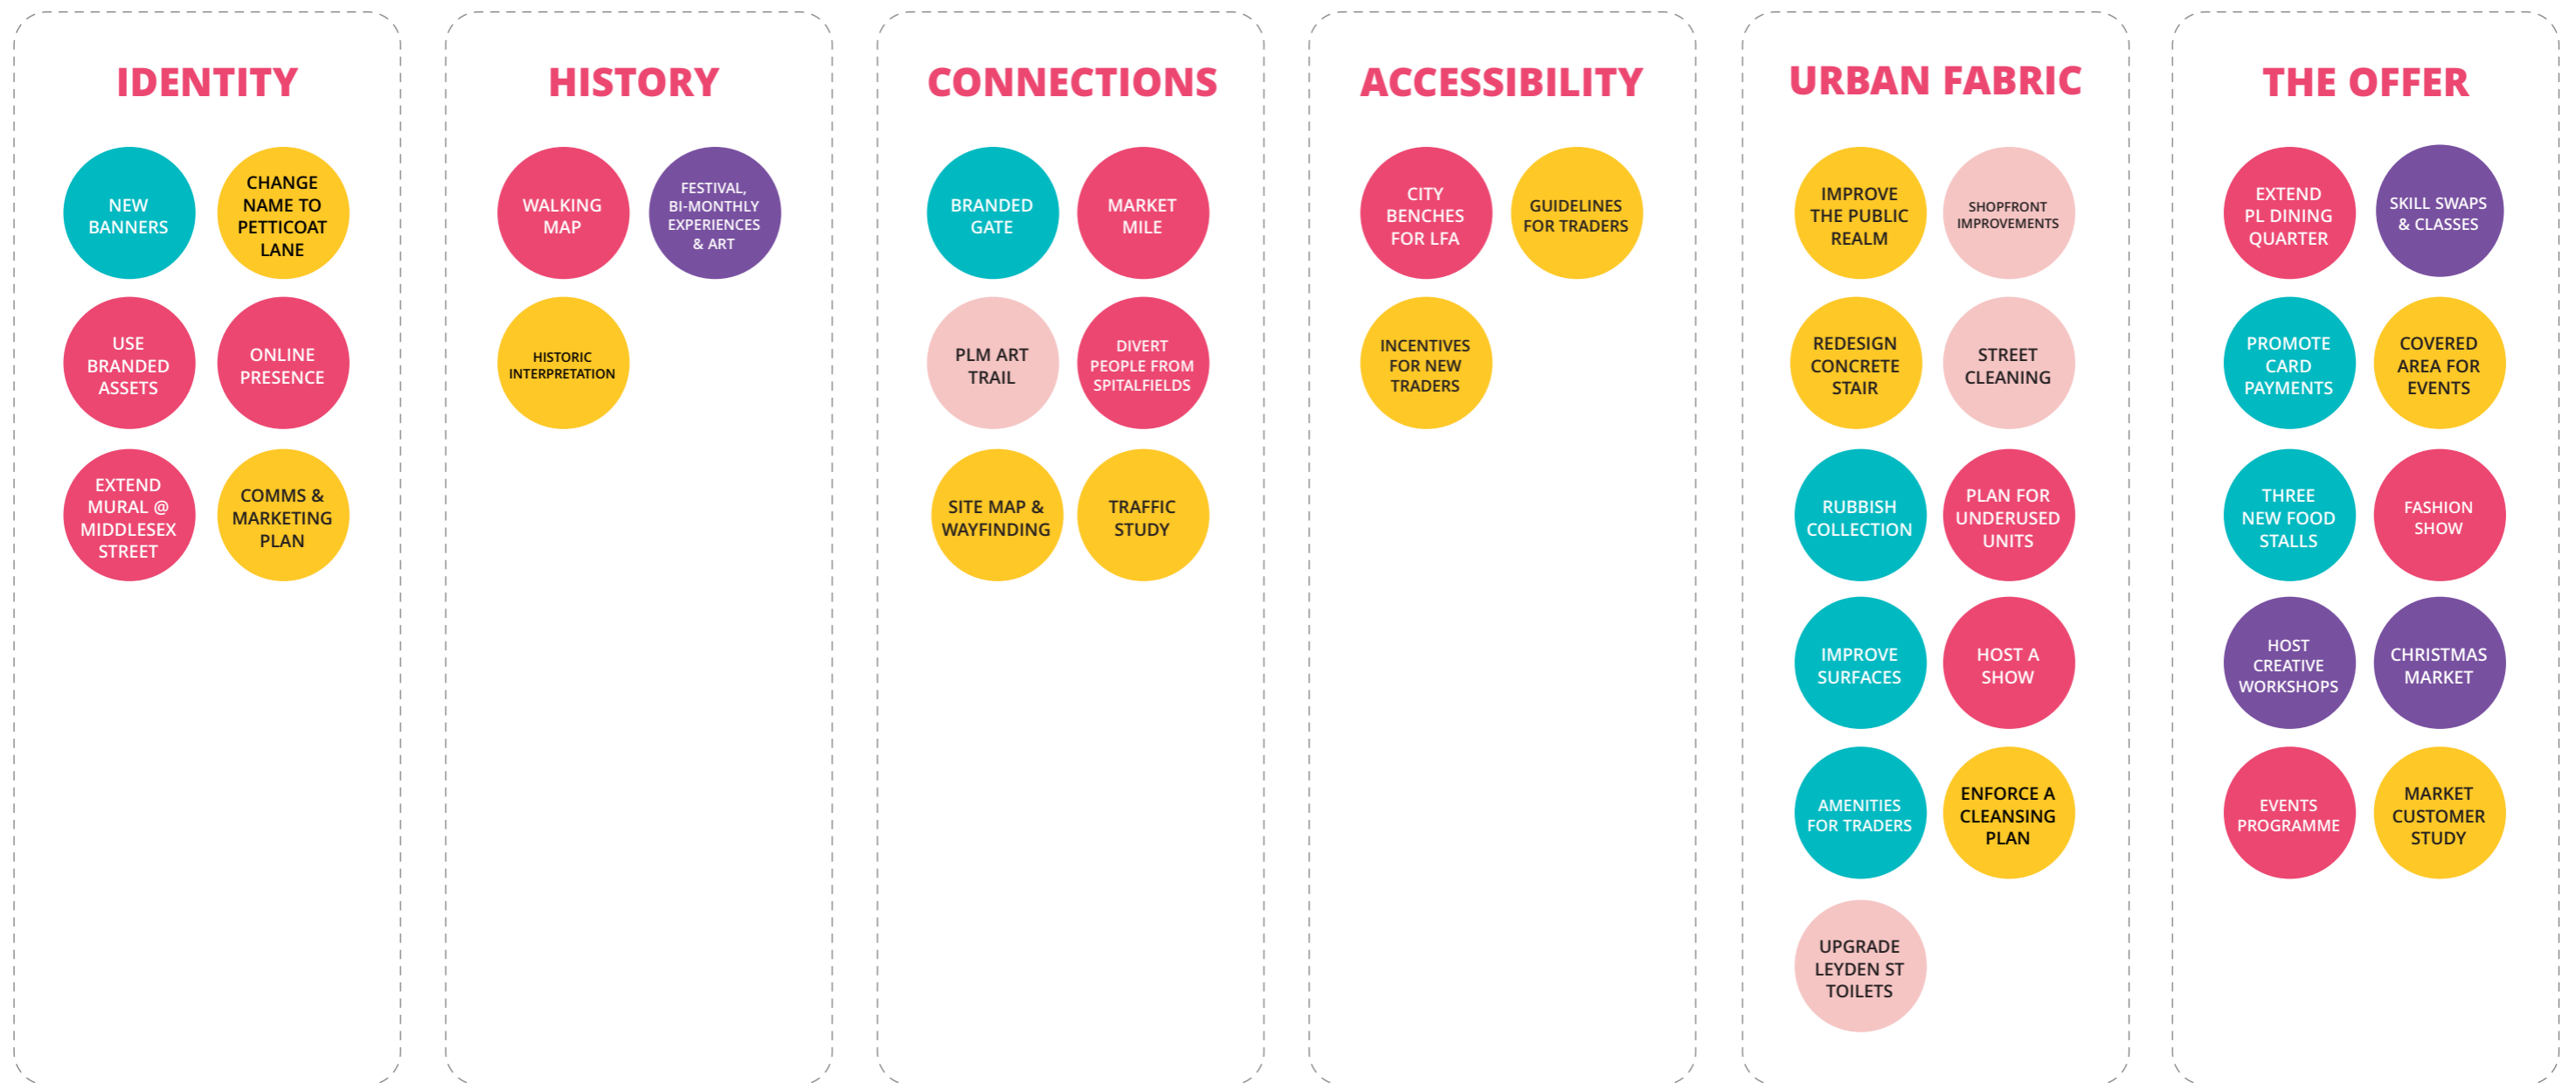 IDENTITY
NEW
BANNERS
CHANGE
NAME TO
PETTICOAT
LANE
USE
BRANDED
ASSETS
ONLINE
PRESENCE
EXTEND
MURAL @
MIDDLESEX
STREET
COMMS &
MARKETING
PLAN
HISTORY
WALKING
MAP
FESTIVAL,
BI-MONTHLY
EXPERIENCES
& ART
HISTORIC
INTERPRETATION
CONNECTIONS
BRANDED
GATE
MARKET
MILE
PLM ART
TRAIL
DIVERT
PEOPLE FROM
SPITALFIELDS
SITE MAP &
WAYFINDING
TRAFFIC
STUDY
ACCESSIBILITY
CITY
BENCHES
FOR LFA
GUIDELINES
FOR TRADERS
INCENTIVES
FOR NEW
TRADERS
URBAN FABRIC
IMPROVE
THE PUBLIC
REALM
SHOPFRONT
IMPROVEMENTS
REDESIGN
CONCRETE
STAIR
STREET
CLEANING
RUBBISH
COLLECTION
PLAN FOR
UNDERUSED
UNITS
IMPROVE
SURFACES
HOST A
SHOW
AMENITIES
FOR TRADERS
ENFORCE A
CLEANSING
PLAN
UPGRADE
LEYDEN ST
TOILETS
THE OFFER
EXTEND
PL DINING
QUARTER
SKILL SWAPS
& CLASSES
PROMOTE
CARD
PAYMENTS
COVERED
AREA FOR
EVENTS
THREE
NEW FOOD
STALLS
FASHION
SHOW
HOST
CREATIVE
WORKSHOPS
CHRISTMAS
MARKET
EVENTS
PROGRAMME
MARKET
CUSTOMER
STUDY